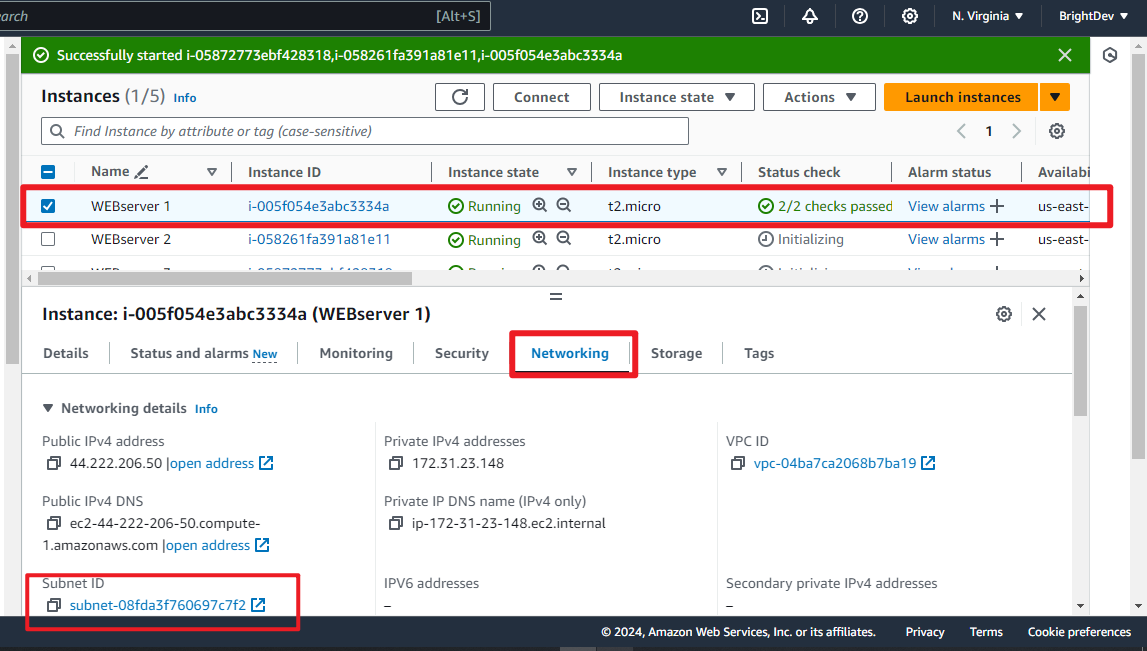 earch [Alt+S] N. Virginia BrightDev
Successfully started i-05872773ebf428318,i-058261fa391a81e11,i-005f054e3abc3334a
Instances (1/5) Info Connect Instance state Actions Launch instances
Find Instance by attribute or tag (case-sensitive) 1
Name Instance ID Instance state Instance type Status check Alarm status Availabi
WEBserver 1 i-005f054e3abc3334a Running t2.micro 2/2 checks passed View alarms us-east-
WEBserver 2 i-058261fa391a81e11 Running t2.micro Initializing View alarms us-east-
Instance: i-005f054e3abc3334a (WEBserver 1)
Details Status and alarms New Monitoring Security Networking Storage Tags
Networking details Info
Public IPv4 address Private IPv4 addresses VPC ID
44.222.206.50 |open address 172.31.23.148 vpc-04ba7ca2068b7ba19
Public IPv4 DNS Private IP DNS name (IPv4 only)
ec2-44-222-206-50.compute- ip-172-31-23-148.ec2.internal
1.amazonaws.com |open address
Subnet ID IPV6 addresses Secondary private IPv4 addresses
subnet-08fda3f760697c7f2 – –
© 2024, Amazon Web Services, Inc. or its affiliates. Privacy Terms Cookie preferences